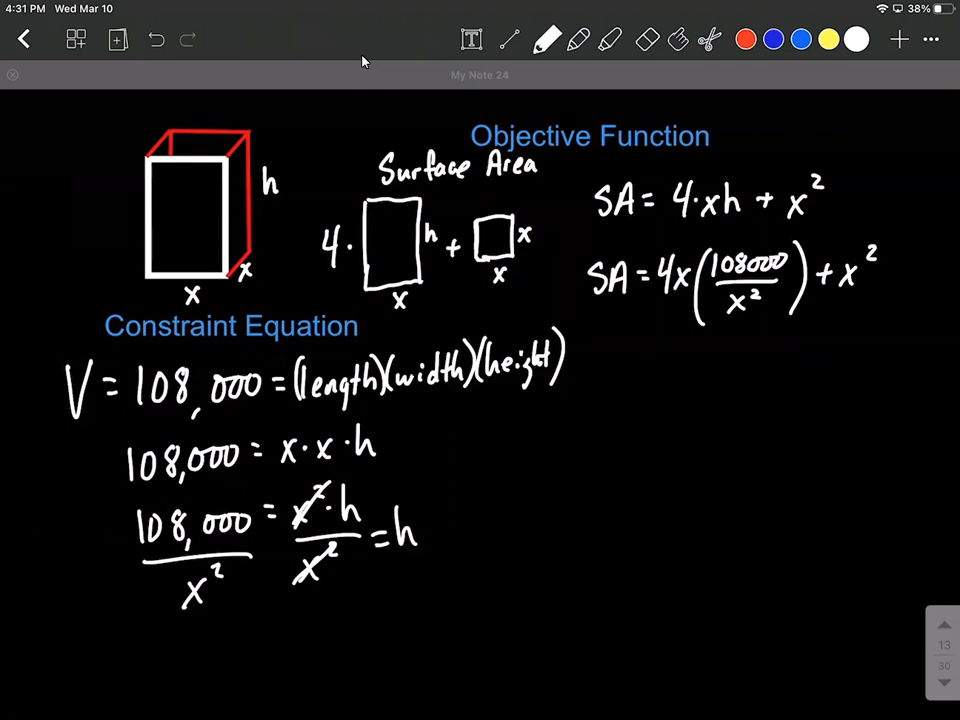 4:31 PM Wed Mar 10
38%
My Note 24
Objective Function
Surface Area
h
x
x
4 · h + x
x
x
SA = 4·xh + x²
SA = 4x(108000/x²) + x²
Constraint Equation
V = 108,000 = (length)(width)(height)
108,000 = x·x·h
108,000/x² = x²·h/x² = h
13
30